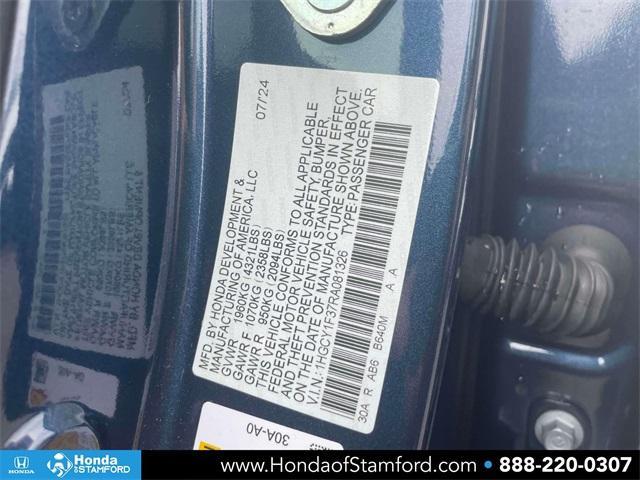 MFD. BY HONDA DEVELOPMENT &
MANUFACTURING OF AMERICA, LLC 07/24
GVWR 1960KG (4321LBS)
GAWR F 1070KG (2358LBS)
GAWR R 950KG (2094LBS)
THIS VEHICLE CONFORMS TO ALL APPLICABLE
FEDERAL MOTOR VEHICLE SAFETY, BUMPER,
AND THEFT PREVENTION STANDARDS IN EFFECT
ON THE DATE OF MANUFACTURE SHOWN ABOVE.
V.I.N.:1HGCY1F37R4081326 TYPE:PASSENGER CAR
30A R AB6 B640M A A
30A-A0
Honda
OF STAMFORD
www.HondaofStamford.com • 888-220-0307